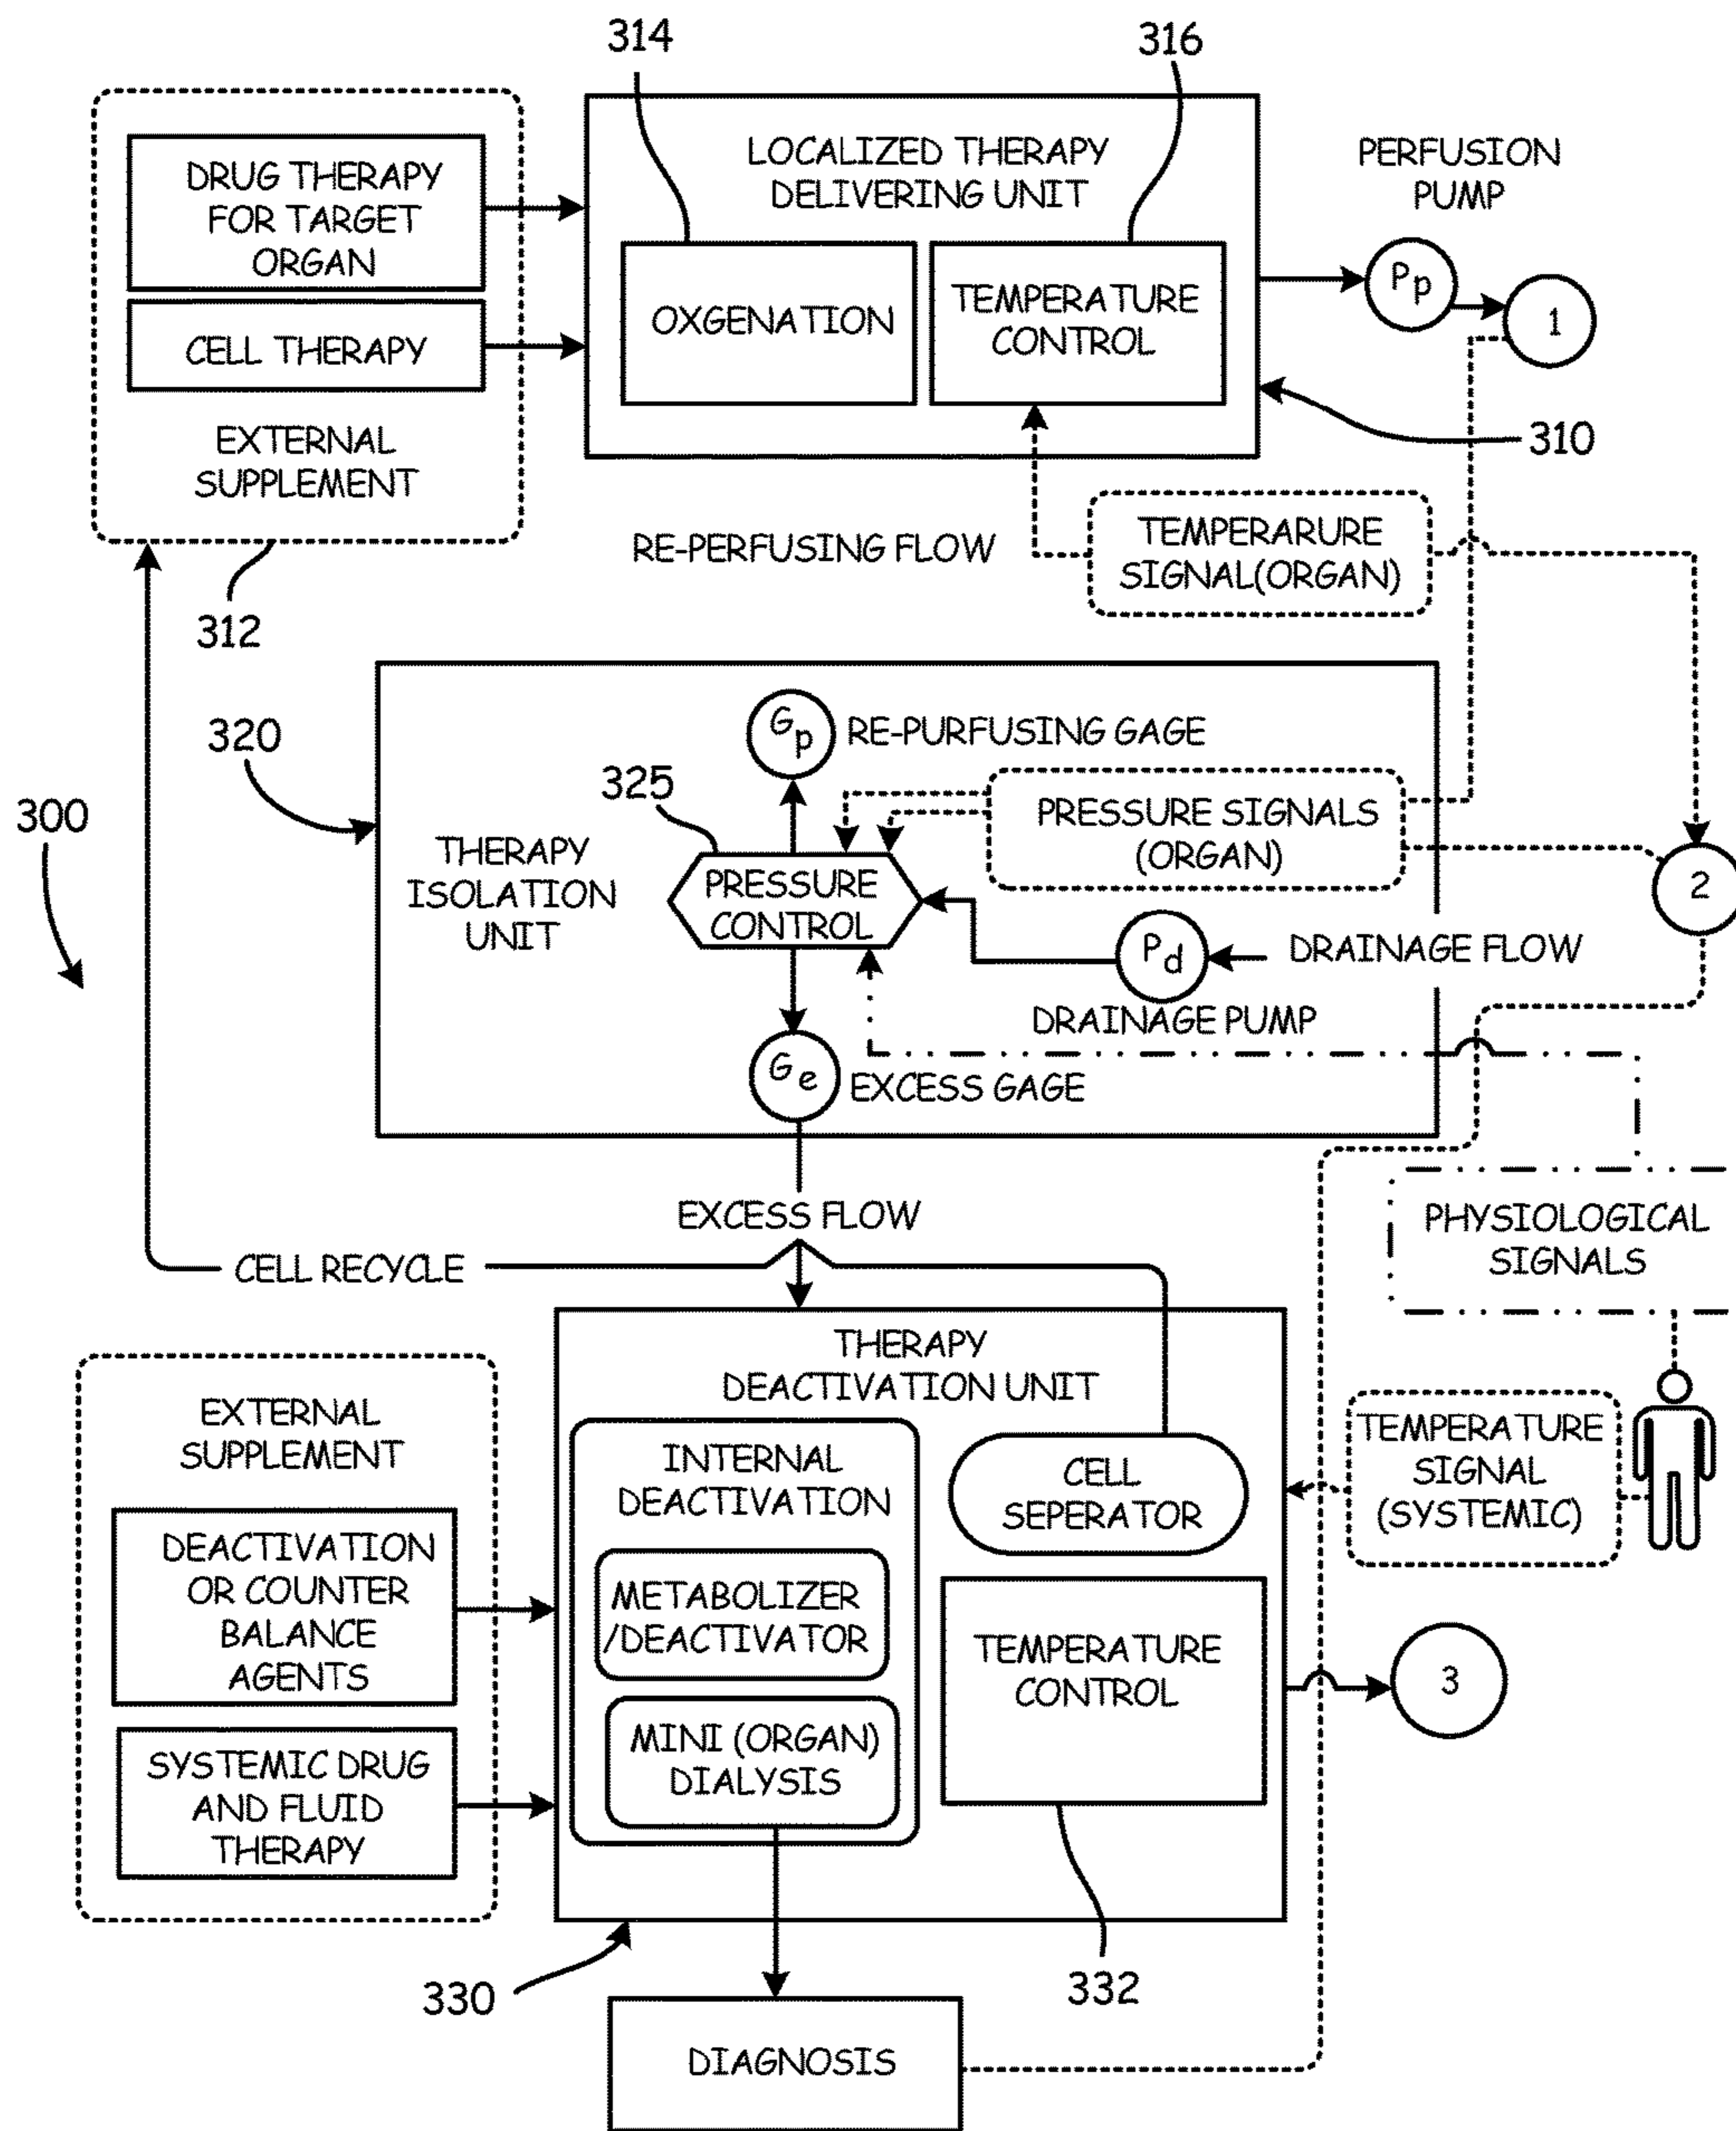 314
316
DRUG THERAPY
FOR TARGET
ORGAN
CELL THERAPY
EXTERNAL
SUPPLEMENT
312
LOCALIZED THERAPY
DELIVERING UNIT
OXGENATION
TEMPERATURE
CONTROL
PERFUSION
PUMP
Pp
1
310
RE-PERFUSING FLOW
TEMPERARURE
SIGNAL(ORGAN)
300
320
THERAPY
ISOLATION
UNIT
Gp
RE-PURFUSING GAGE
325
PRESSURE
CONTROL
PRESSURE SIGNALS
(ORGAN)
2
Pd
DRAINAGE FLOW
DRAINAGE PUMP
Ge
EXCESS GAGE
EXCESS FLOW
CELL RECYCLE
PHYSIOLOGICAL
SIGNALS
THERAPY
DEACTIVATION UNIT
EXTERNAL
SUPPLEMENT
DEACTIVATION
OR COUNTER
BALANCE
AGENTS
SYSTEMIC DRUG
AND FLUID
THERAPY
INTERNAL
DEACTIVATION
METABOLIZER
/DEACTIVATOR
MINI (ORGAN)
DIALYSIS
CELL
SEPERATOR
TEMPERATURE
CONTROL
TEMPERATURE
SIGNAL
(SYSTEMIC)
3
330
332
DIAGNOSIS